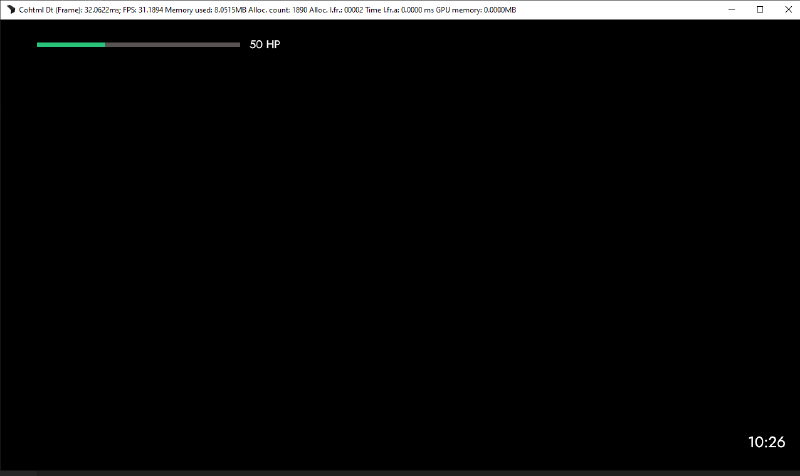 Cohtml Dt [Frame]: 32.0622ms; FPS: 31.1894 Memory used: 8.0515MB Alloc. count: 1890 Alloc. l.fr.: 00002 Time l.fr.a: 0.0000 ms GPU memory: 0.0000MB
50 HP
10:26